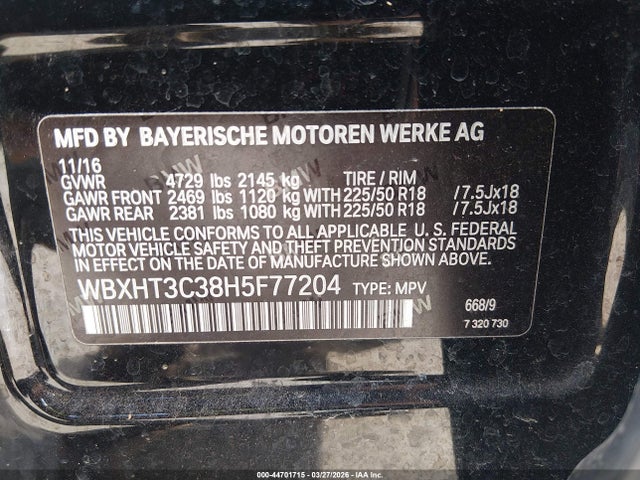 MFD BY BAYERISCHE MOTOREN WERKE AG
11/16
GVWR 4729 lbs 2145 kg TIRE / RIM
GAWR FRONT 2469 lbs 1120 kg WITH 225/50 R18 /7.5Jx18
GAWR REAR 2381 lbs 1080 kg WITH 225/50 R18 /7.5Jx18
THIS VEHICLE CONFORMS TO ALL APPLICABLE U. S. FEDERAL
MOTOR VEHICLE SAFETY AND THEFT PREVENTION STANDARDS
IN EFFECT ON THE DATE OF MANUFACTURE SHOWN ABOVE.
WBXHT3C38H5F77204 TYPE: MPV
668/9
7 320 730
000-44701715 - 03/27/2026 - IAA Corp.